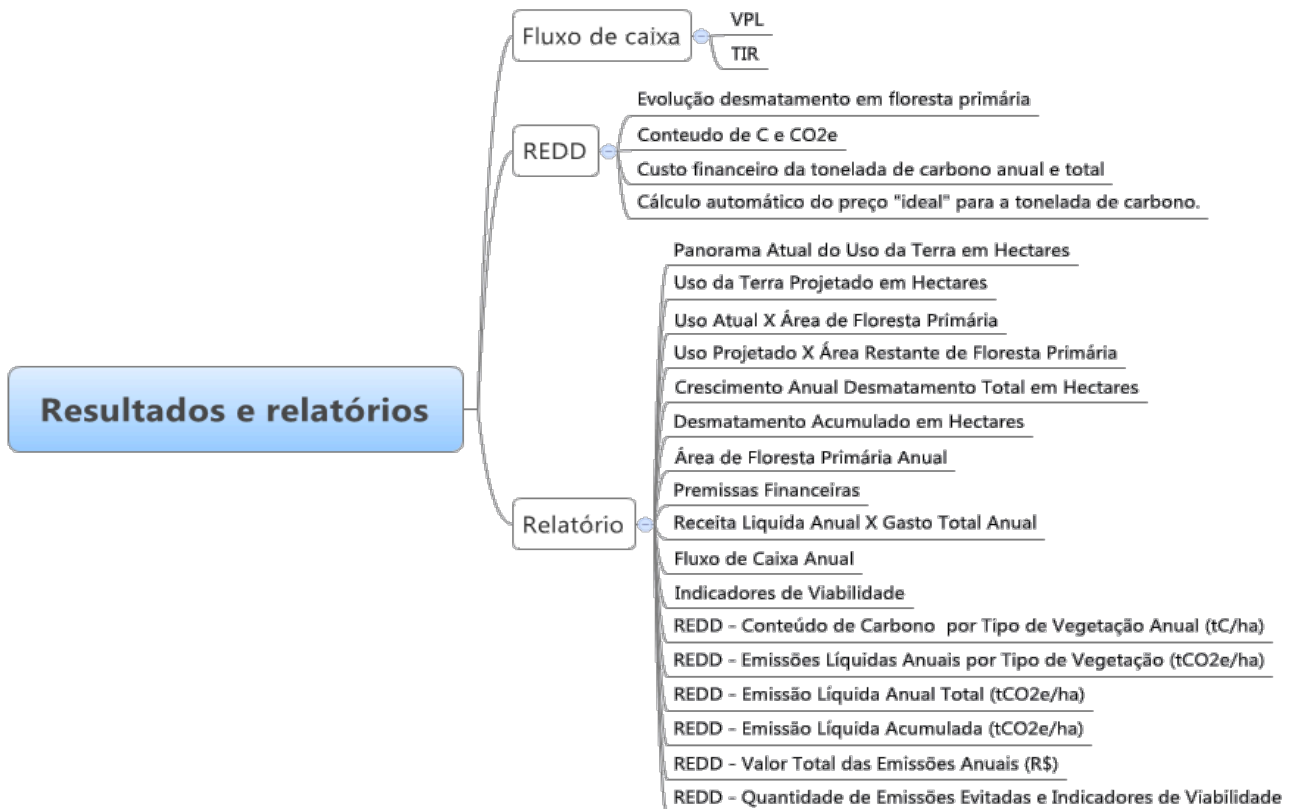 Resultados e relatórios
Fluxo de caixa
VPL
TIR
REDD
Evolução desmatamento em floresta primária
Conteudo de C e CO2e
Custo financeiro da tonelada de carbono anual e total
Cálculo automático do preço "ideal" para a tonelada de carbono.
Relatório
Panorama Atual do Uso da Terra em Hectares
Uso da Terra Projetado em Hectares
Uso Atual X Área de Floresta Primária
Uso Projetado X Área Restante de Floresta Primária
Crescimento Anual Desmatamento Total em Hectares
Desmatamento Acumulado em Hectares
Área de Floresta Primária Anual
Premissas Financeiras
Receita Liquida Anual X Gasto Total Anual
Fluxo de Caixa Anual
Indicadores de Viabilidade
REDD - Conteúdo de Carbono  por Tipo de Vegetação Anual (tC/ha)
REDD - Emissões Líquidas Anuais por Tipo de Vegetação (tCO2e/ha)
REDD - Emissão Líquida Anual Total (tCO2e/ha)
REDD - Emissão Líquida Acumulada (tCO2e/ha)
REDD - Valor Total das Emissões Anuais (R$)
REDD - Quantidade de Emissões Evitadas e Indicadores de Viabilidade